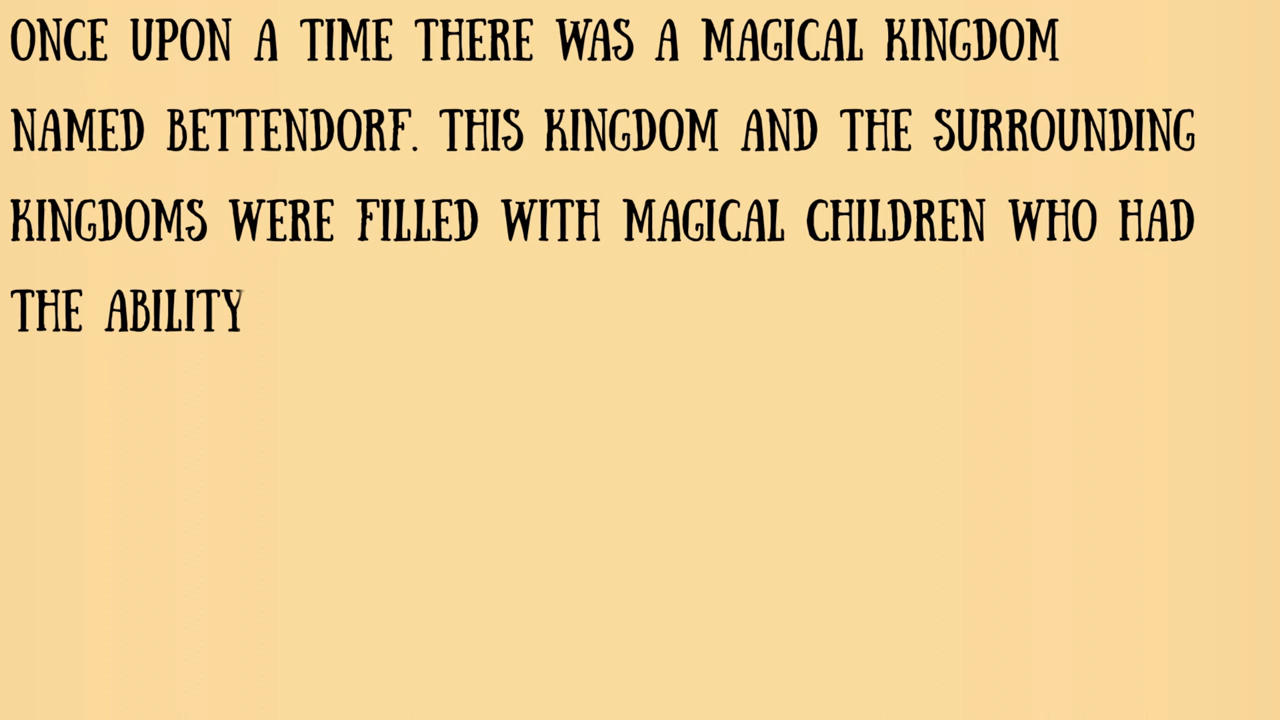 ONCE UPON A TIME THERE WAS A MAGICAL KINGDOM
NAMED BETTENDORF. THIS KINGDOM AND THE SURROUNDING
KINGDOMS WERE FILLED WITH MAGICAL CHILDREN WHO HAD
THE ABILITY